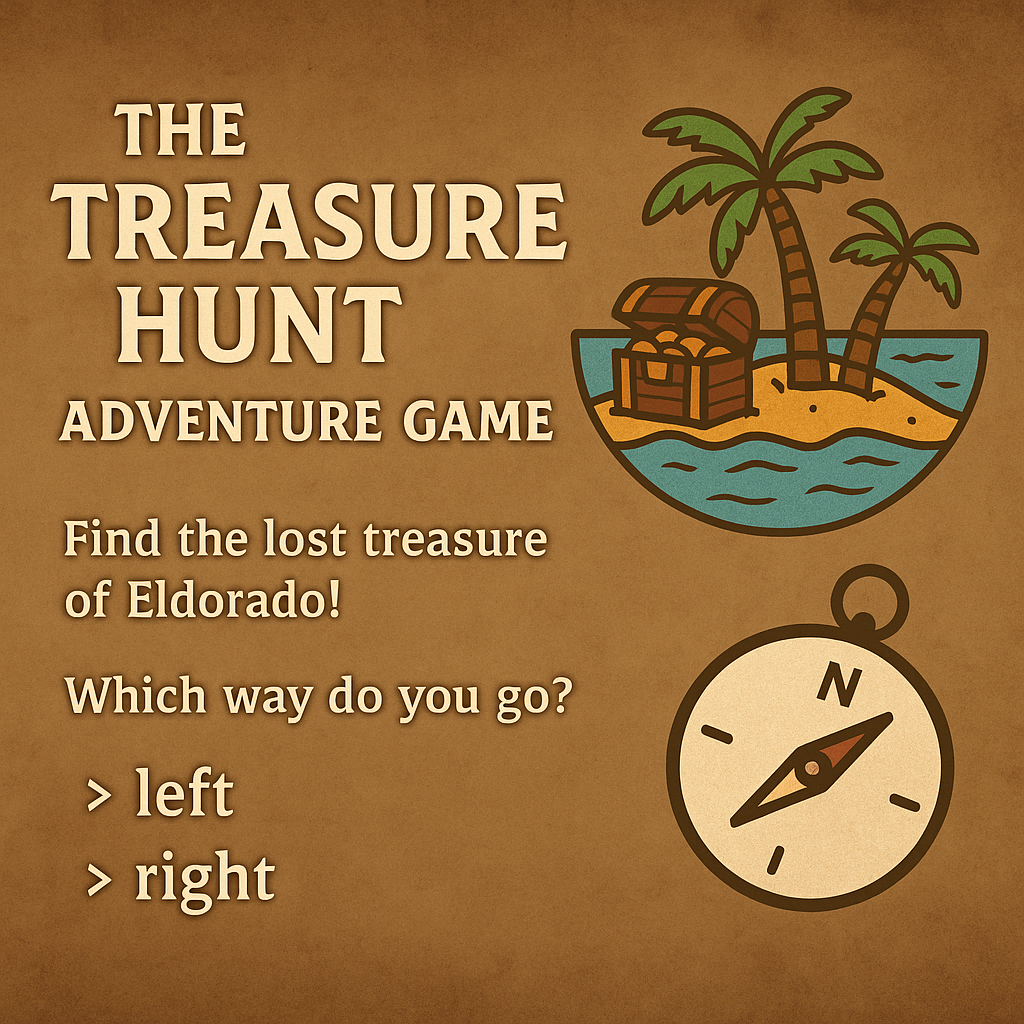 THE
TREASURE
HUNT
ADVENTURE GAME
Find the lost treasure
of Eldorado!
Which way do you go?
> left
> right
N